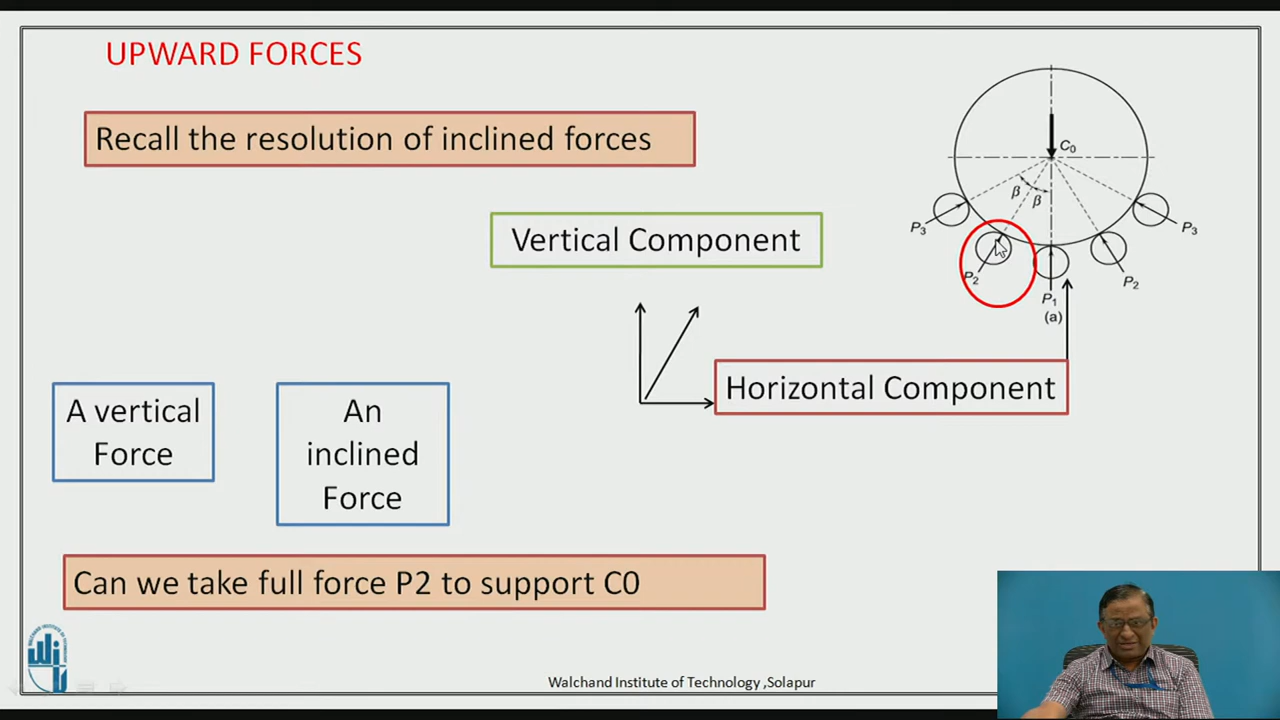 UPWARD FORCES
Recall the resolution of inclined forces
Vertical Component
Horizontal Component
A vertical
Force
An
inclined
Force
Can we take full force P2 to support C0
C₀
β
β
P₃
P₃
P₂
P₂
P₁
(a)
Walchand Institute of Technology ,Solapur